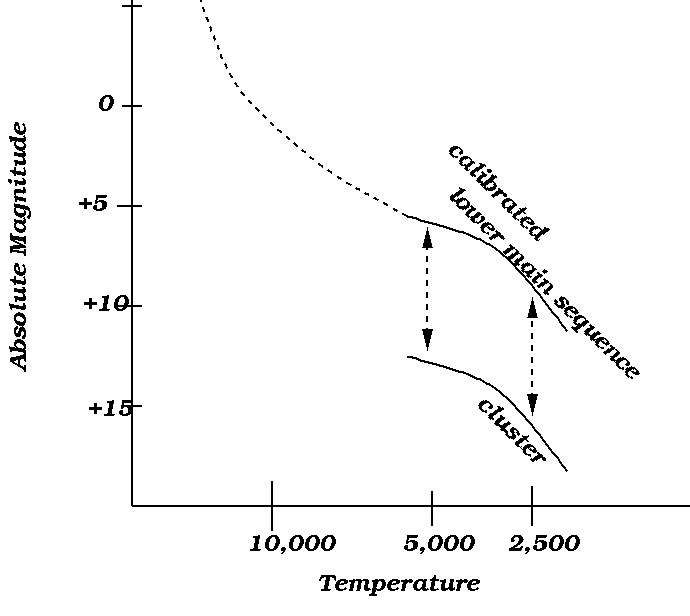 Absolute Magnitude
0
+5
+10
+15
calibrated
lower main sequence
cluster
10,000
5,000
2,500
Temperature